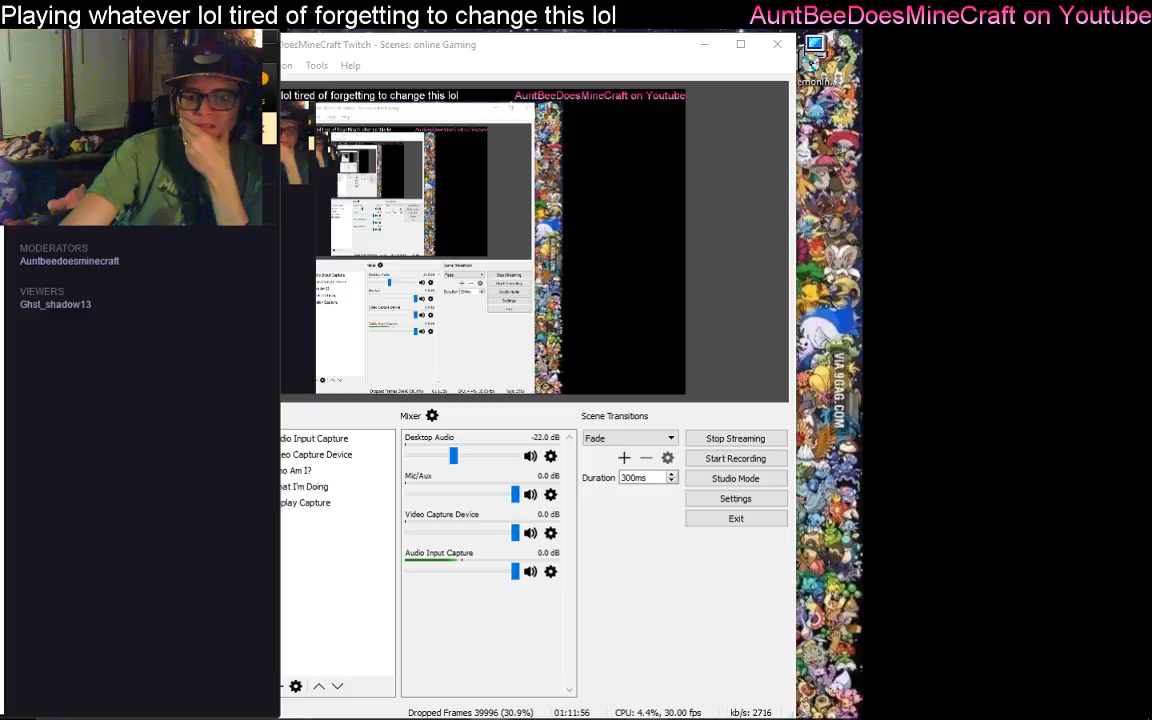 Playing whatever lol tired of forgetting to change this lol
AuntBeeDoesMineCraft on Youtube
DoesMineCraft Twitch - Scenes: online Gaming
Tools Help
lol tired of forgetting to change this lol
AuntBeeDoesMineCraft on Youtube
MODERATORS
Auntbeedoesminecraft
VIEWERS
Ghst_shadow13
Mixer
Scene Transitions
dio Input Capture
eo Capture Device
ho Am I?
at I'm Doing
play Capture
Desktop Audio -22.0 dB
Mic/Aux 0.0 dB
Video Capture Device 0.0 dB
Audio Input Capture 0.0 dB
Fade
Duration 300ms
Stop Streaming
Start Recording
Studio Mode
Settings
Exit
VIA 9GAG.COM
Dropped Frames 39996 (30.9%) 01:11:56 CPU: 4.4%, 30.00 fps kb/s: 2716